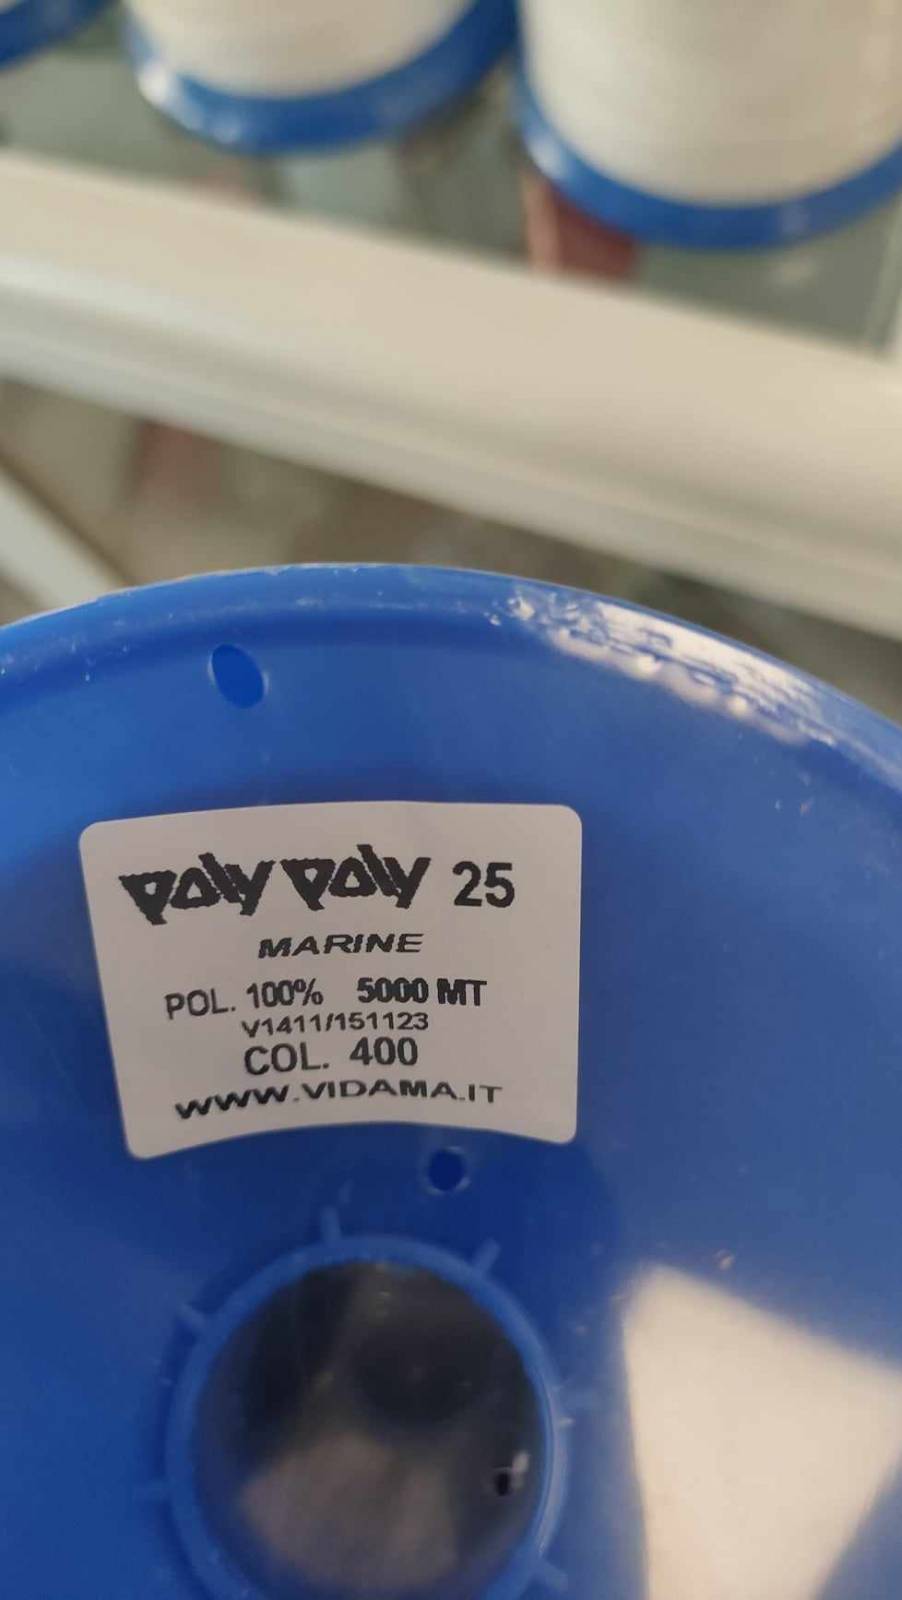 poly poly 25
MARINE
POL. 100% 5000 MT
V1411/151123
COL. 400
WWW.VIDAMA.IT